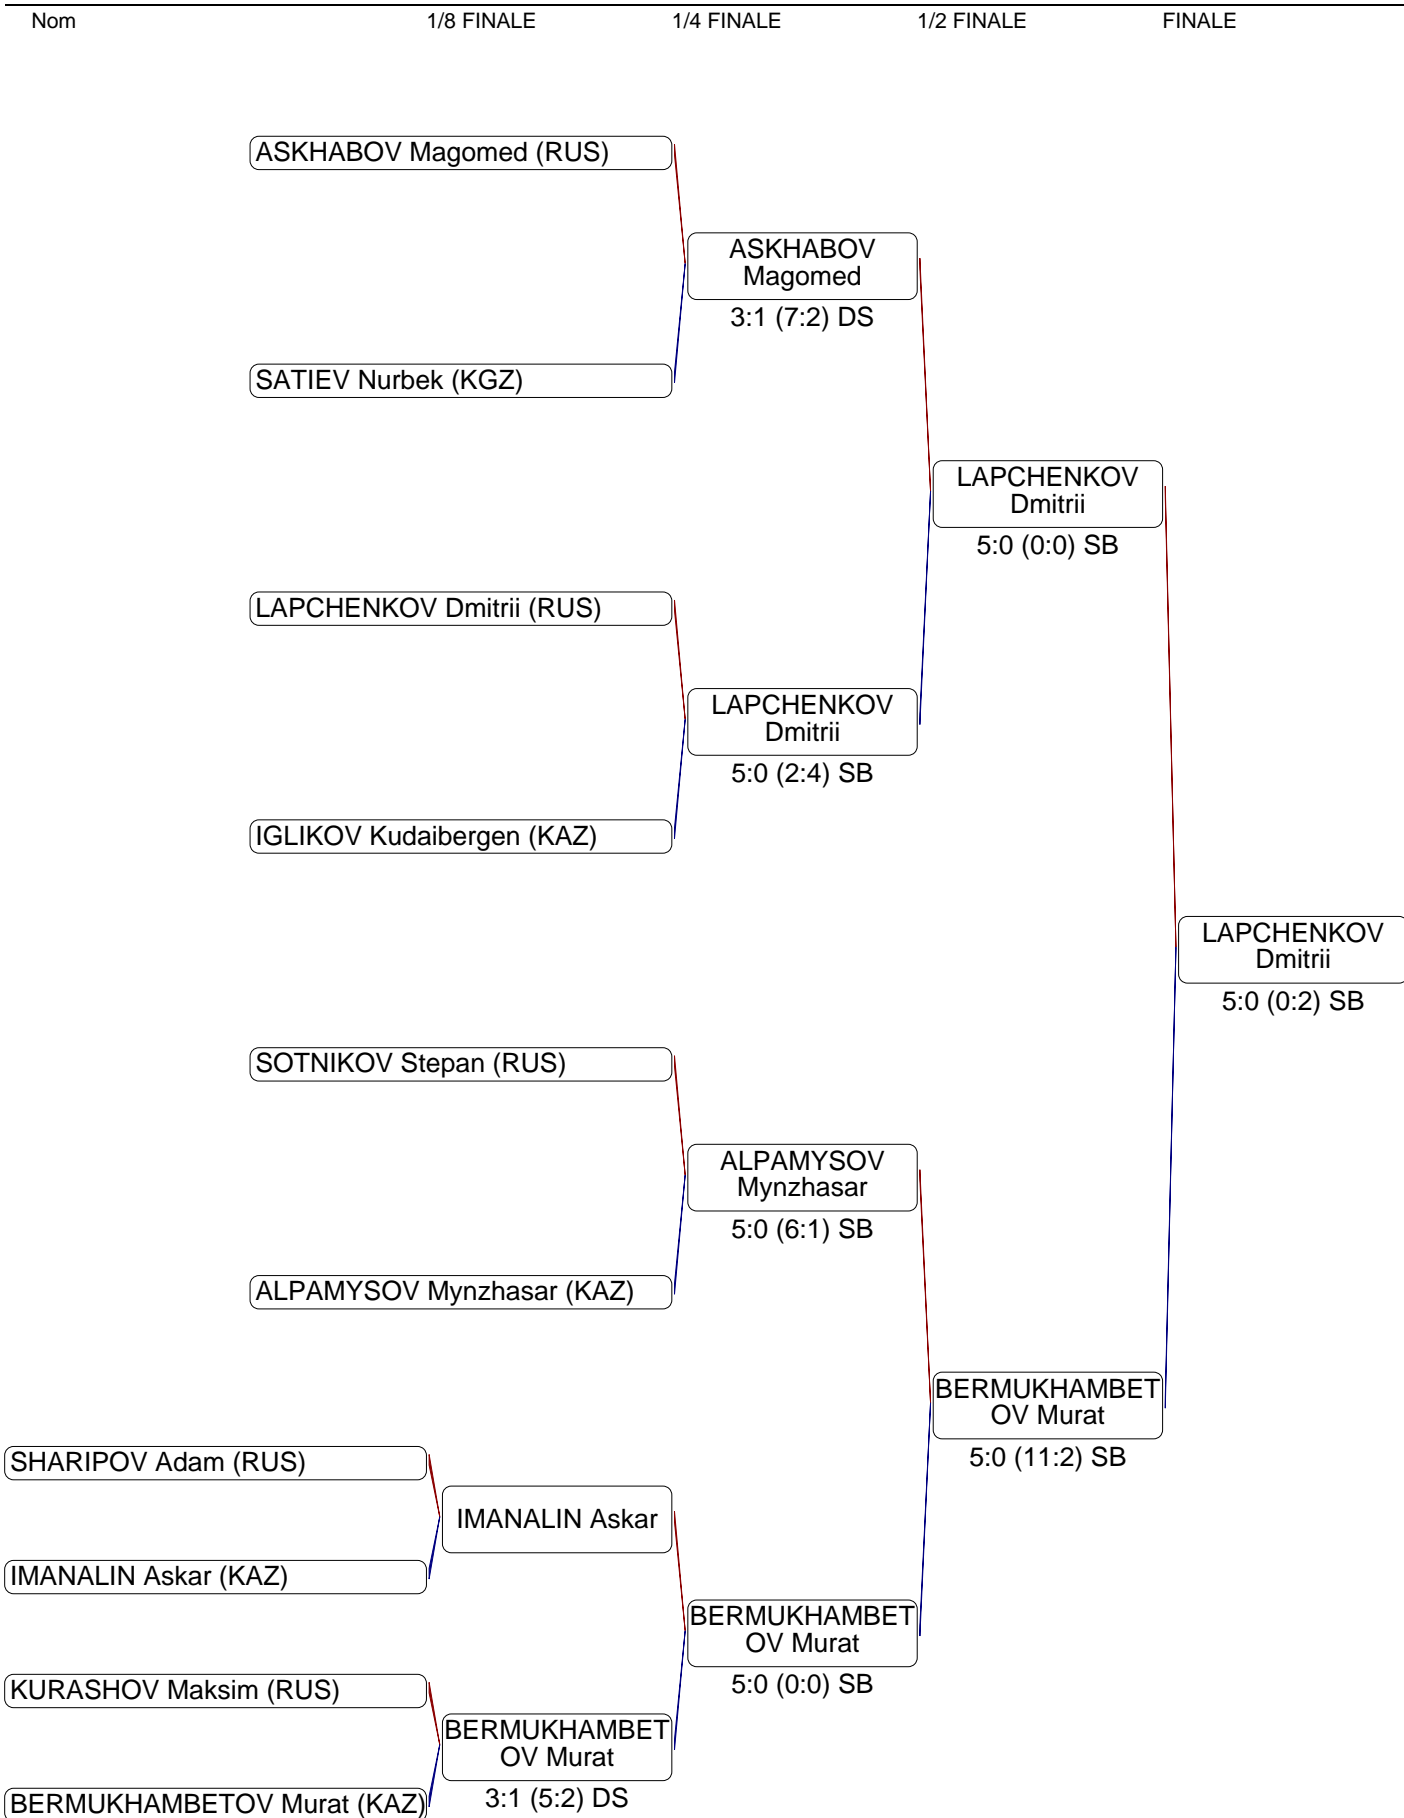 Nom 1/8 FINALE 1/4 FINALE 1/2 FINALE FINALE
ASKHABOV Magomed (RUS)
ASKHABOV
Magomed
3:1 (7:2) DS
SATIEV Nurbek (KGZ)
LAPCHENKOV
Dmitrii
5:0 (0:0) SB
LAPCHENKOV Dmitrii (RUS)
LAPCHENKOV
Dmitrii
5:0 (2:4) SB
IGLIKOV Kudaibergen (KAZ)
LAPCHENKOV
Dmitrii
5:0 (0:2) SB
SOTNIKOV Stepan (RUS)
ALPAMYSOV
Mynzhasar
5:0 (6:1) SB
ALPAMYSOV Mynzhasar (KAZ)
BERMUKHAMBET
OV Murat
5:0 (11:2) SB
SHARIPOV Adam (RUS)
IMANALIN Askar
IMANALIN Askar (KAZ)
BERMUKHAMBET
OV Murat
5:0 (0:0) SB
KURASHOV Maksim (RUS)
BERMUKHAMBET
OV Murat
3:1 (5:2) DS
BERMUKHAMBETOV Murat (KAZ)